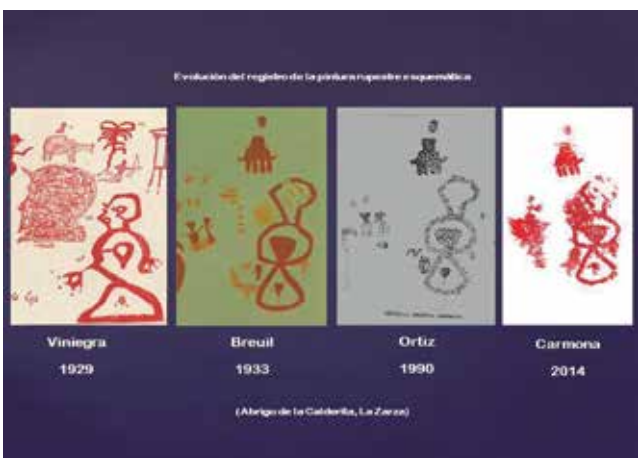 Evolución del registro de la pintura rupestre esquemática
Viniegra
Breuil
Ortiz
Carmona
1929
1933
1990
2014
(Abrigo de la Calderita, La Zarza)